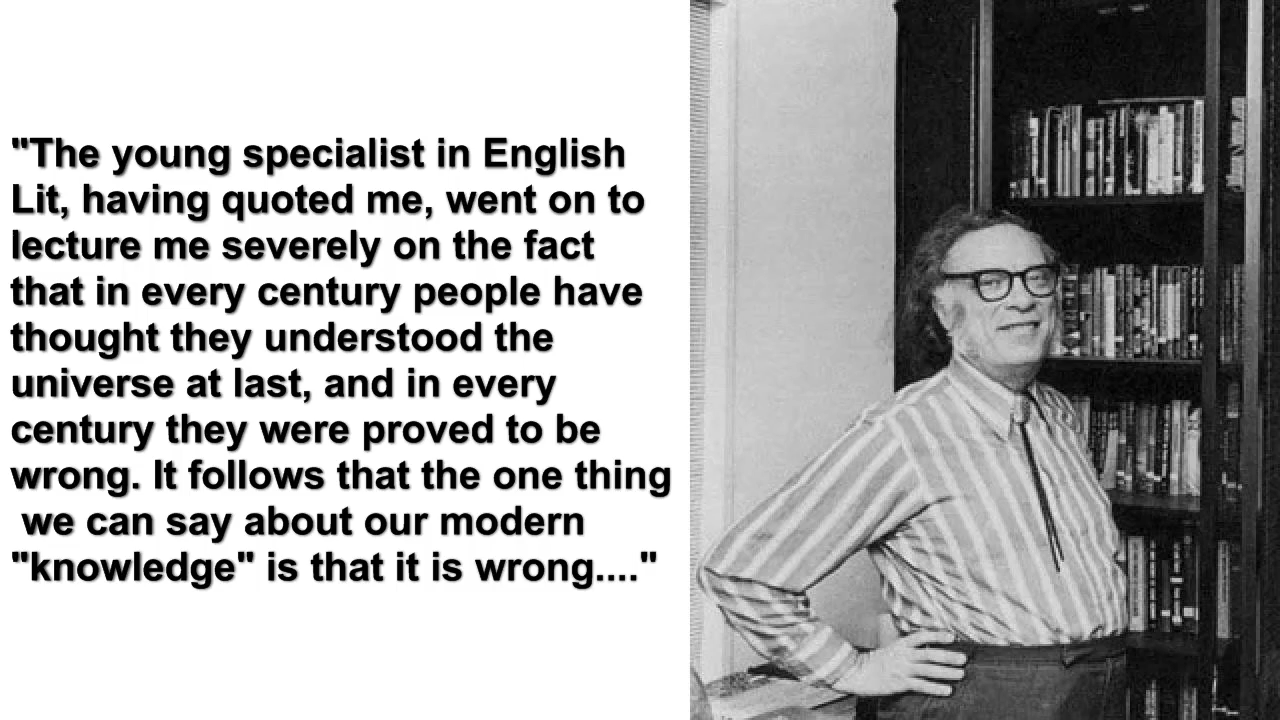 "The young specialist in English
Lit, having quoted me, went on to
lecture me severely on the fact
that in every century people have
thought they understood the
universe at last, and in every
century they were proved to be
wrong. It follows that the one thing
we can say about our modern
"knowledge" is that it is wrong...."